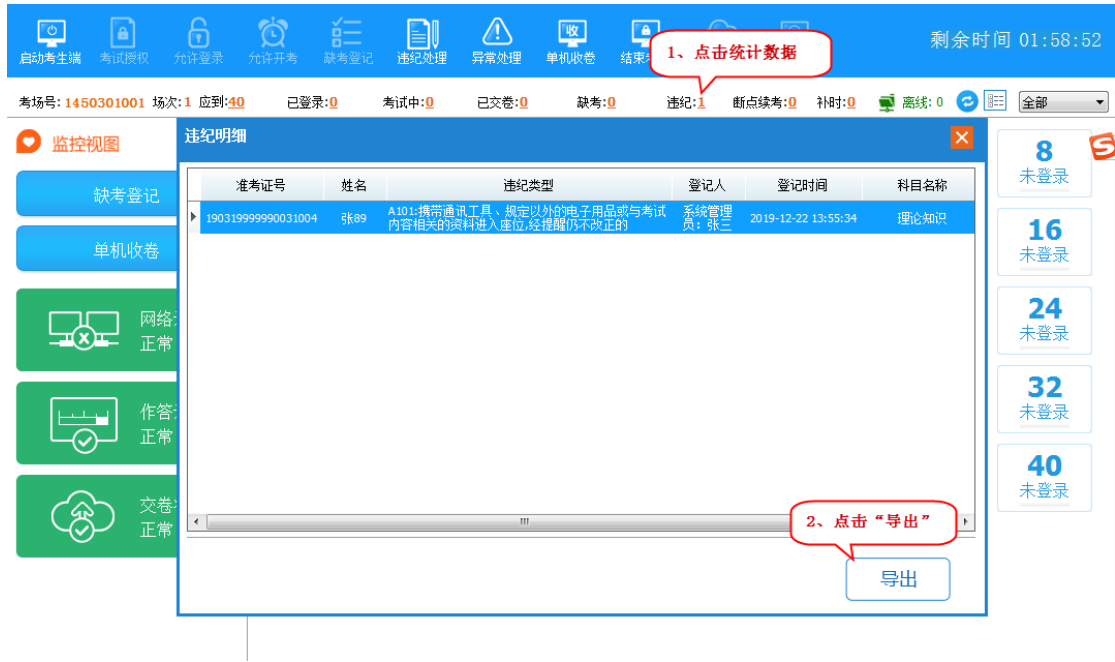 启动考生端 考试授权 允许登录 允许开考 缺考登记 违纪处理 异常处理 单机收卷 结束
剩余时间 01:58:52
1、点击统计数据
考场号:1450301001 场次:1 应到:40 已登录:0 考试中:0 已交卷:0 缺考:0 违纪:1 断点续考:0 补时:0 离线:0 全部
监控视图
缺考登记
单机收卷
网络
正常
作答
正常
交卷
正常
违纪明细
准考证号 姓名 违纪类型 登记人 登记时间 科目名称
190319999990031004 张89 A101:携带通讯工具、规定以外的电子用品或与考试 系统管理 2019-12-22 13:55:34 理论知识
内容相关的资料进入座位,经提醒仍不改正的 员：张三
2、点击“导出”
导出
8
未登录
16
未登录
24
未登录
32
未登录
40
未登录